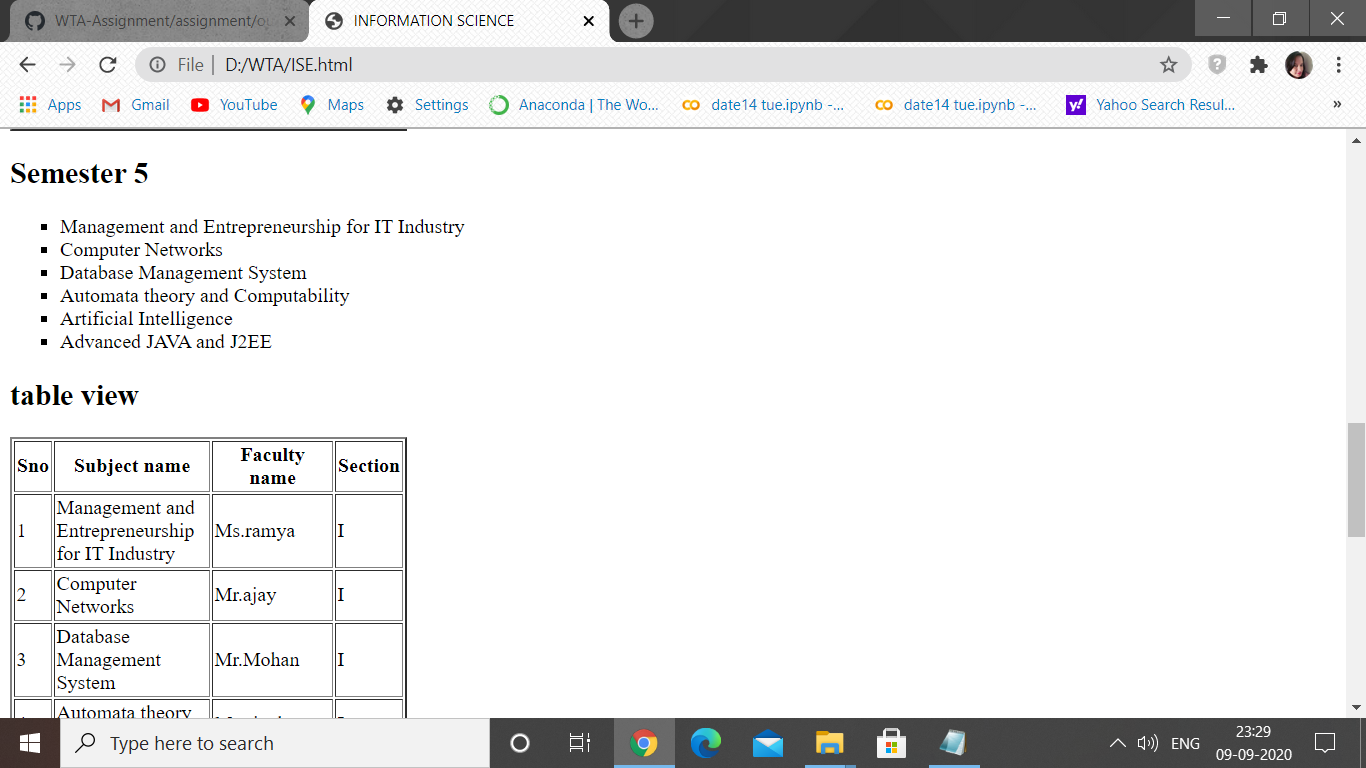 WTA-Assignment/assignment/o
INFORMATION SCIENCE
File
D:/WTA/ISE.html
Apps
Gmail
YouTube
Maps
Settings
Anaconda | The Wo...
date14 tue.ipynb -...
date14 tue.ipynb -...
Yahoo Search Resul...
»
Semester 5
Management and Entrepreneurship for IT Industry
Computer Networks
Database Management System
Automata theory and Computability
Artificial Intelligence
Advanced JAVA and J2EE
table view
Sno Subject name Faculty name Section
1 Management and Entrepreneurship for IT Industry Ms.ramya I
2 Computer Networks Mr.ajay I
3 Database Management System Mr.Mohan I
Automata theory
Type here to search
ENG
23:29
09-09-2020